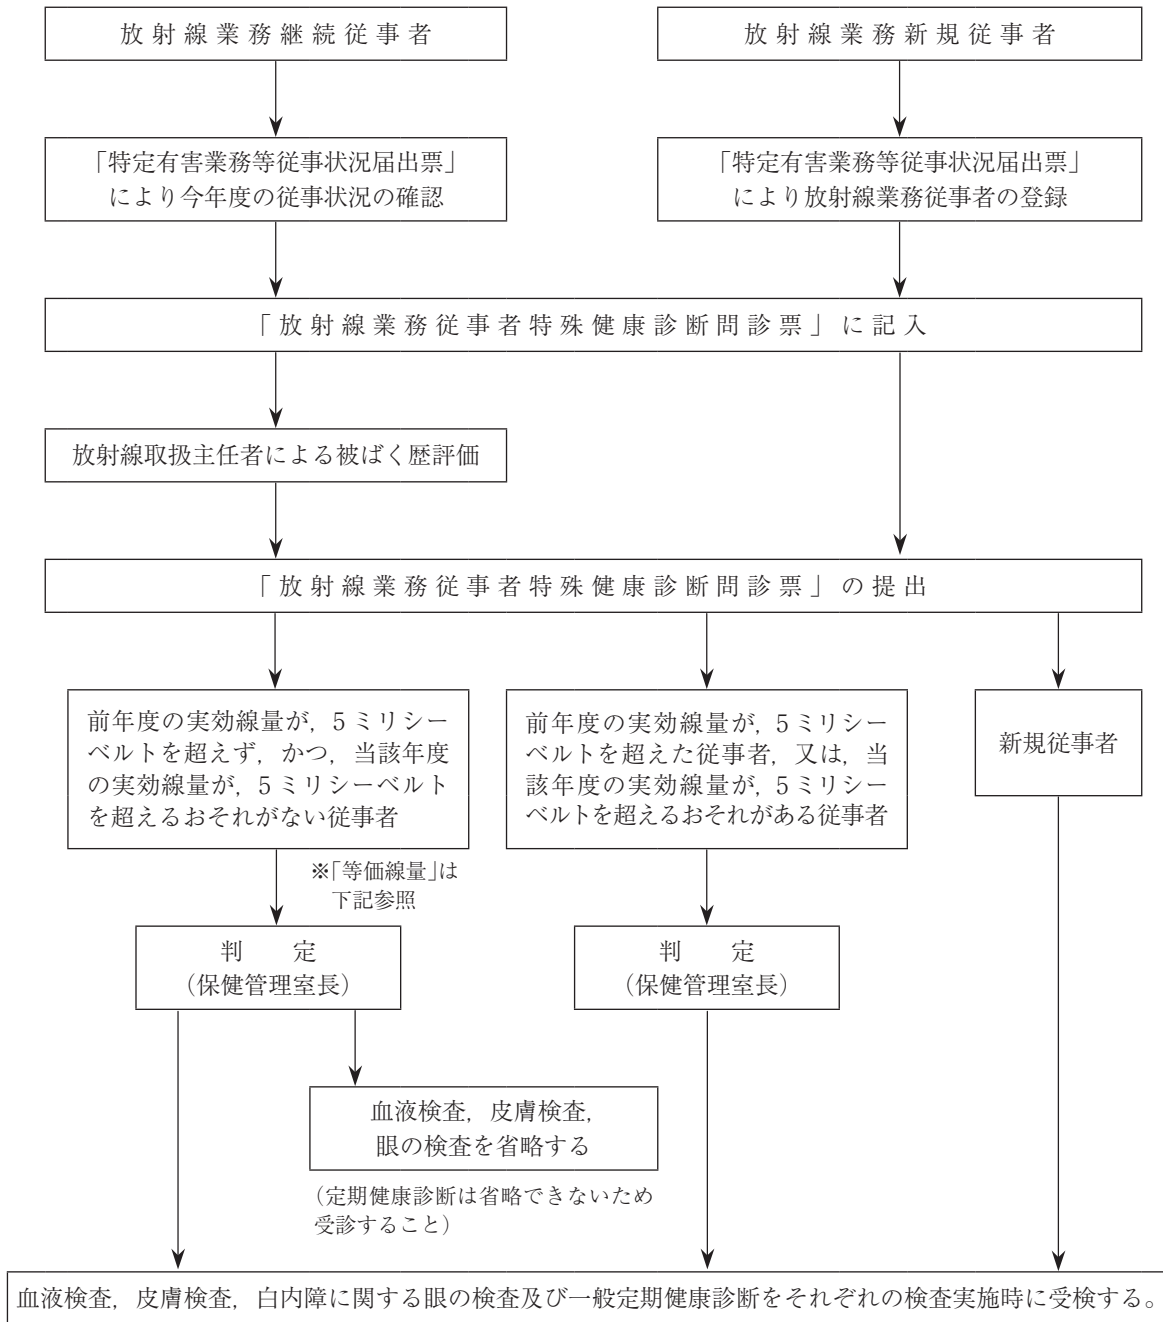 放射線業務継続従事者
放射線業務新規従事者
「特定有害業務等従事状況届出票」
により今年度の従事状況の確認
「特定有害業務等従事状況届出票」
により放射線業務従事者の登録
「放射線業務従事者特殊健康診断問診票」に記入
放射線取扱主任者による被ばく歴評価
「放射線業務従事者特殊健康診断問診票」の提出
前年度の実効線量が，5ミリシー
ベルトを超えず，かつ，当該年度
の実効線量が，5ミリシーベルト
を超えるおそれがない従事者
前年度の実効線量が，5ミリシー
ベルトを超えた従事者，又は，当
該年度の実効線量が，5ミリシー
ベルトを超えるおそれがある従事者
新規従事者
※「等価線量」は
下記参照
判　　定
（保健管理室長）
判　　定
（保健管理室長）
血液検査，皮膚検査，
眼の検査を省略する
（定期健康診断は省略できないため
受診すること）
血液検査，皮膚検査，白内障に関する眼の検査及び一般定期健康診断をそれぞれの検査実施時に受検する。